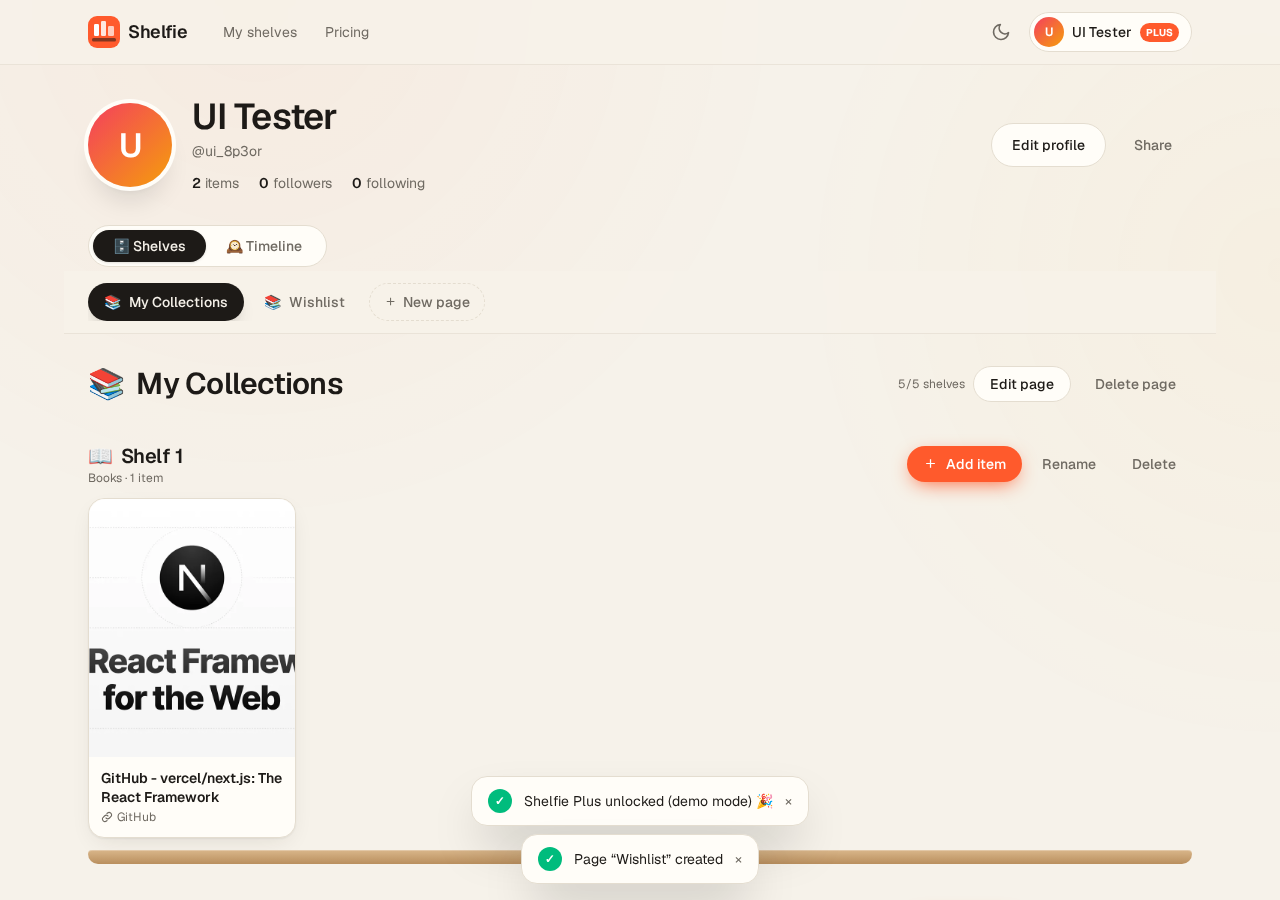 Shelfie
My shelves
Pricing
U
UI Tester
PLUS
U
UI Tester
@ui_8p3or
2 items
0 followers
0 following
Edit profile
Share
Shelves
Timeline
My Collections
Wishlist
+ New page
My Collections
5/5 shelves
Edit page
Delete page
Shelf 1
Books · 1 item
+ Add item
Rename
Delete
N
React Framew
for the Web
GitHub - vercel/next.js: The
React Framework
GitHub
✓ Shelfie Plus unlocked (demo mode) 🎉 ×
✓ Page “Wishlist” created ×